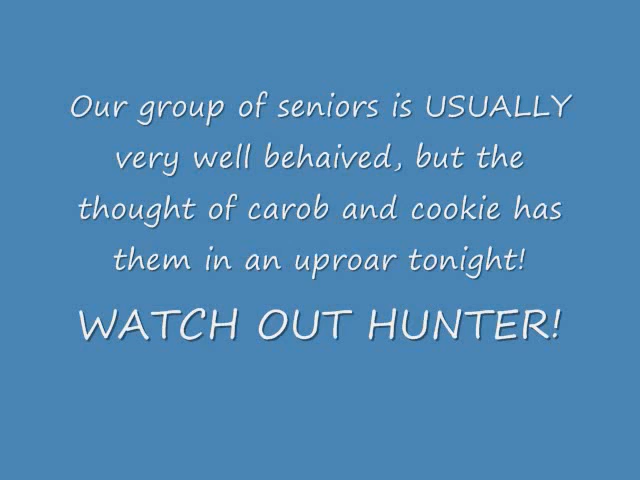 Our group of seniors is USUALLY
very well behaived, but the
thought of carob and cookie has
them in an uproar tonight!
WATCH OUT HUNTER!